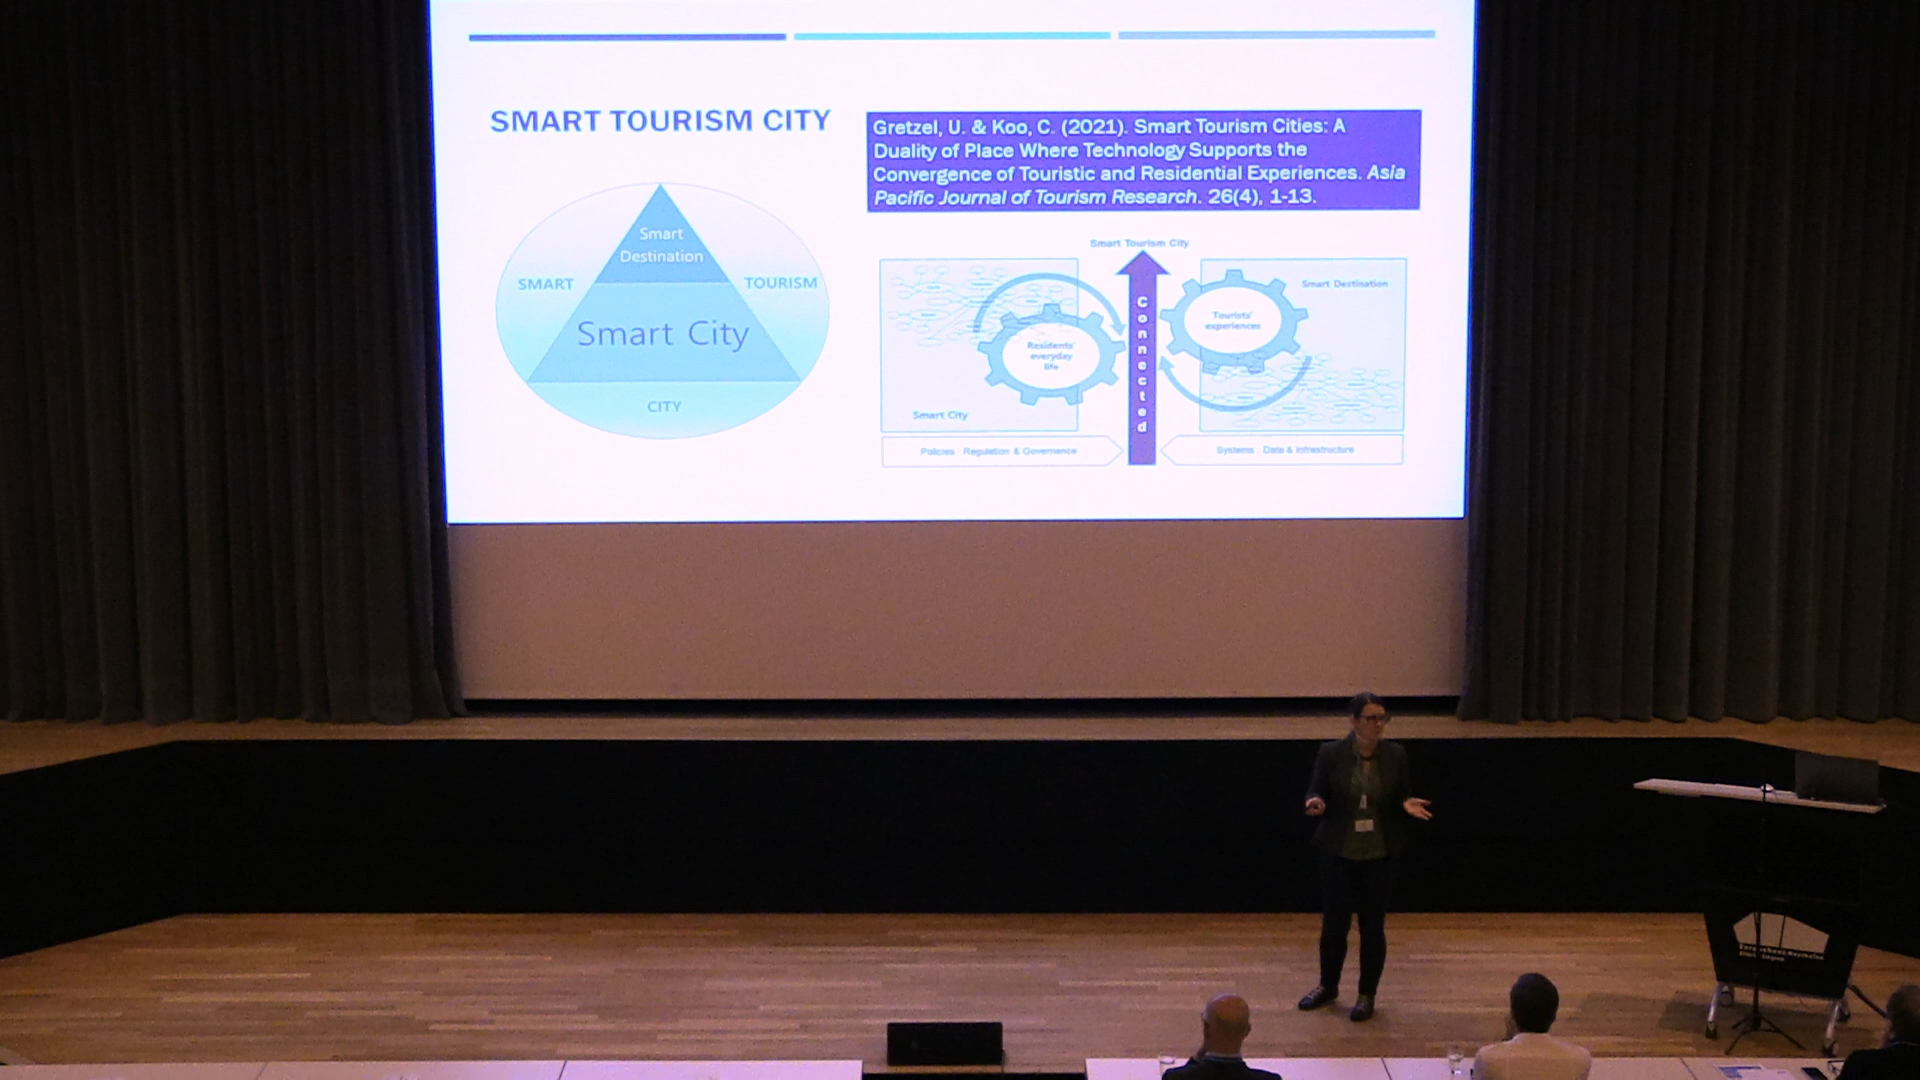 SMART TOURISM CITY
Smart
Destination
SMART
TOURISM
Smart City
CITY
Gretzel, U. & Koo, C. (2021). Smart Tourism Cities: A
Duality of Place Where Technology Supports the
Convergence of Touristic and Residential Experiences. Asia
Pacific Journal of Tourism Research. 26(4), 1-13.
Smart Tourism City
Connected
Residents'
everyday
life
Smart City
Tourists'
experiences
Smart Destination
Policies Regulation & Governance
Systems Data & Infrastructure